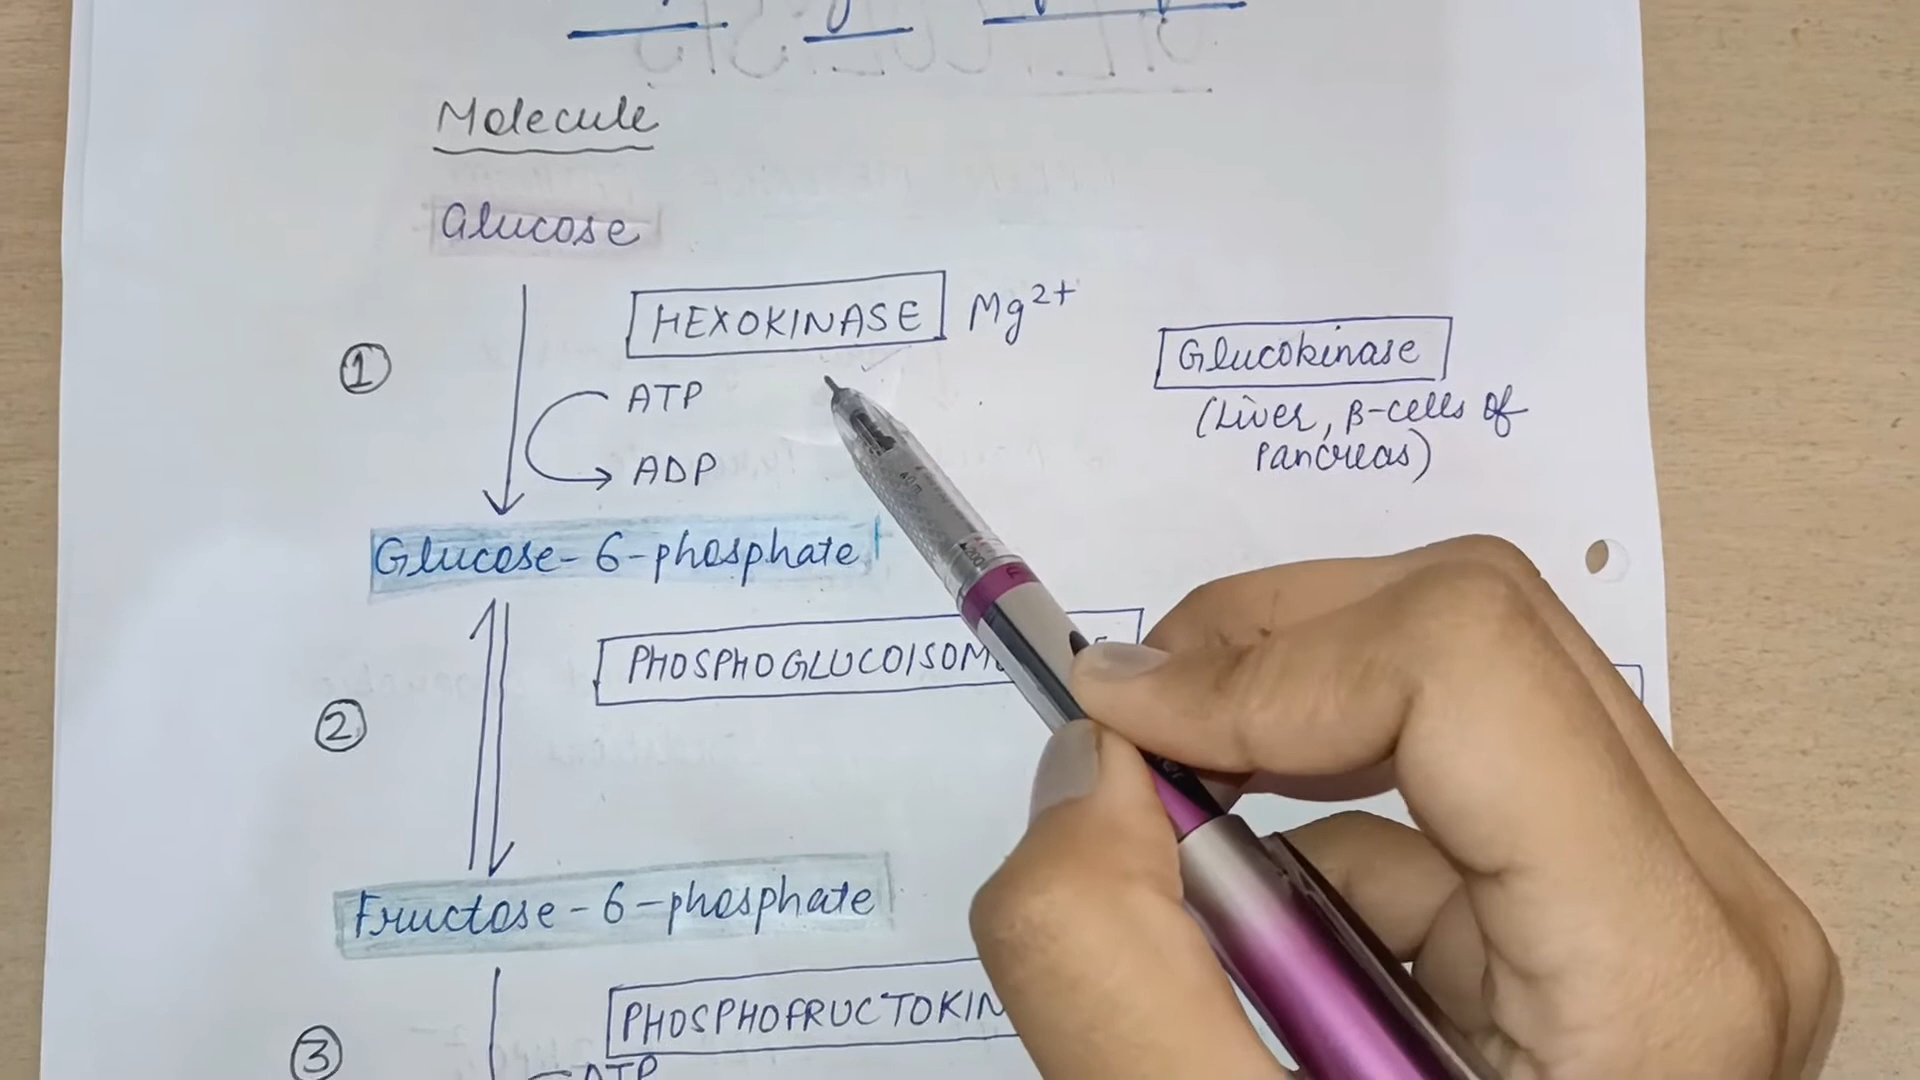 Molecule
Glucose
HEXOKINASE Mg2+
Glucokinase
(Liver, β-cells of
Pancreas)
①
ATP
ADP
Glucose-6-phosphate
②
Fructose-6-phosphate
③
ATP